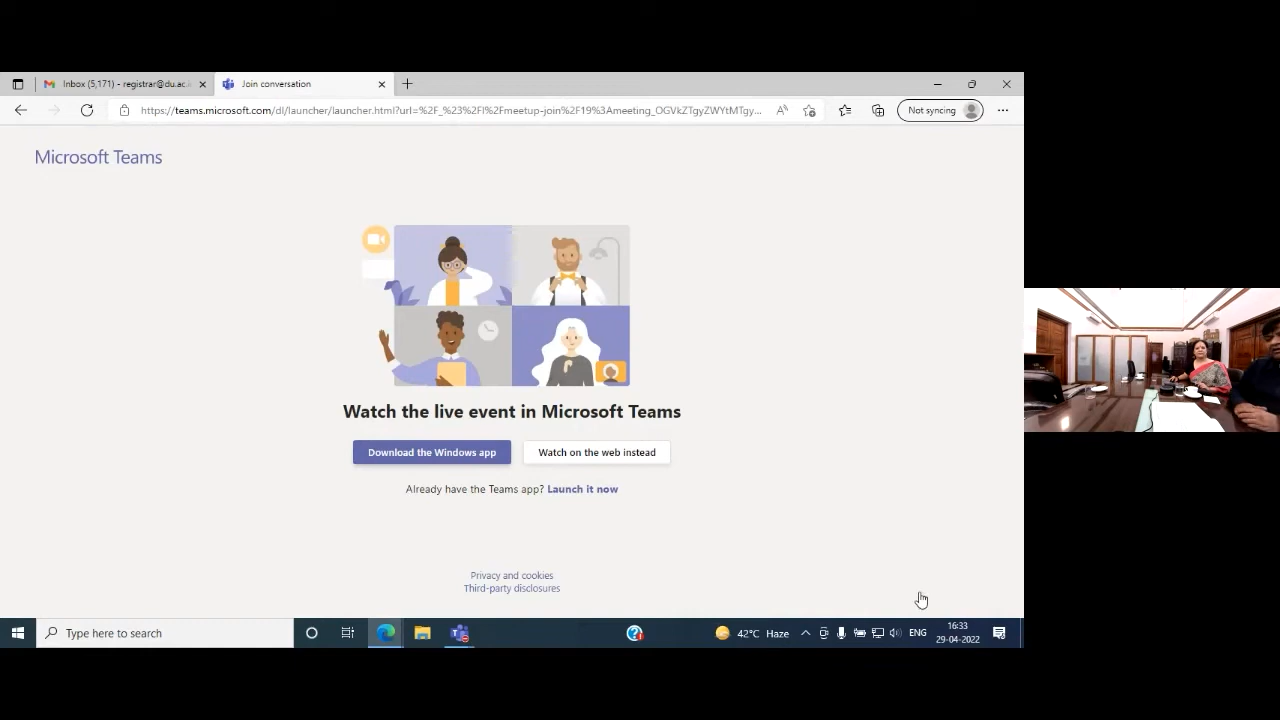 Inbox (5,171) - registrar@du.ac.i
Join conversation
https://teams.microsoft.com/dl/launcher/launcher.html?url=%2F_%23%2Fl%2Fmeetup-join%2F19%3Ameeting_OGVkZTgyZWYtMTgy...
Not syncing
Microsoft Teams
Watch the live event in Microsoft Teams
Download the Windows app
Watch on the web instead
Already have the Teams app? Launch it now
Privacy and cookies
Third-party disclosures
Type here to search
42°C Haze
ENG
16:33
29-04-2022